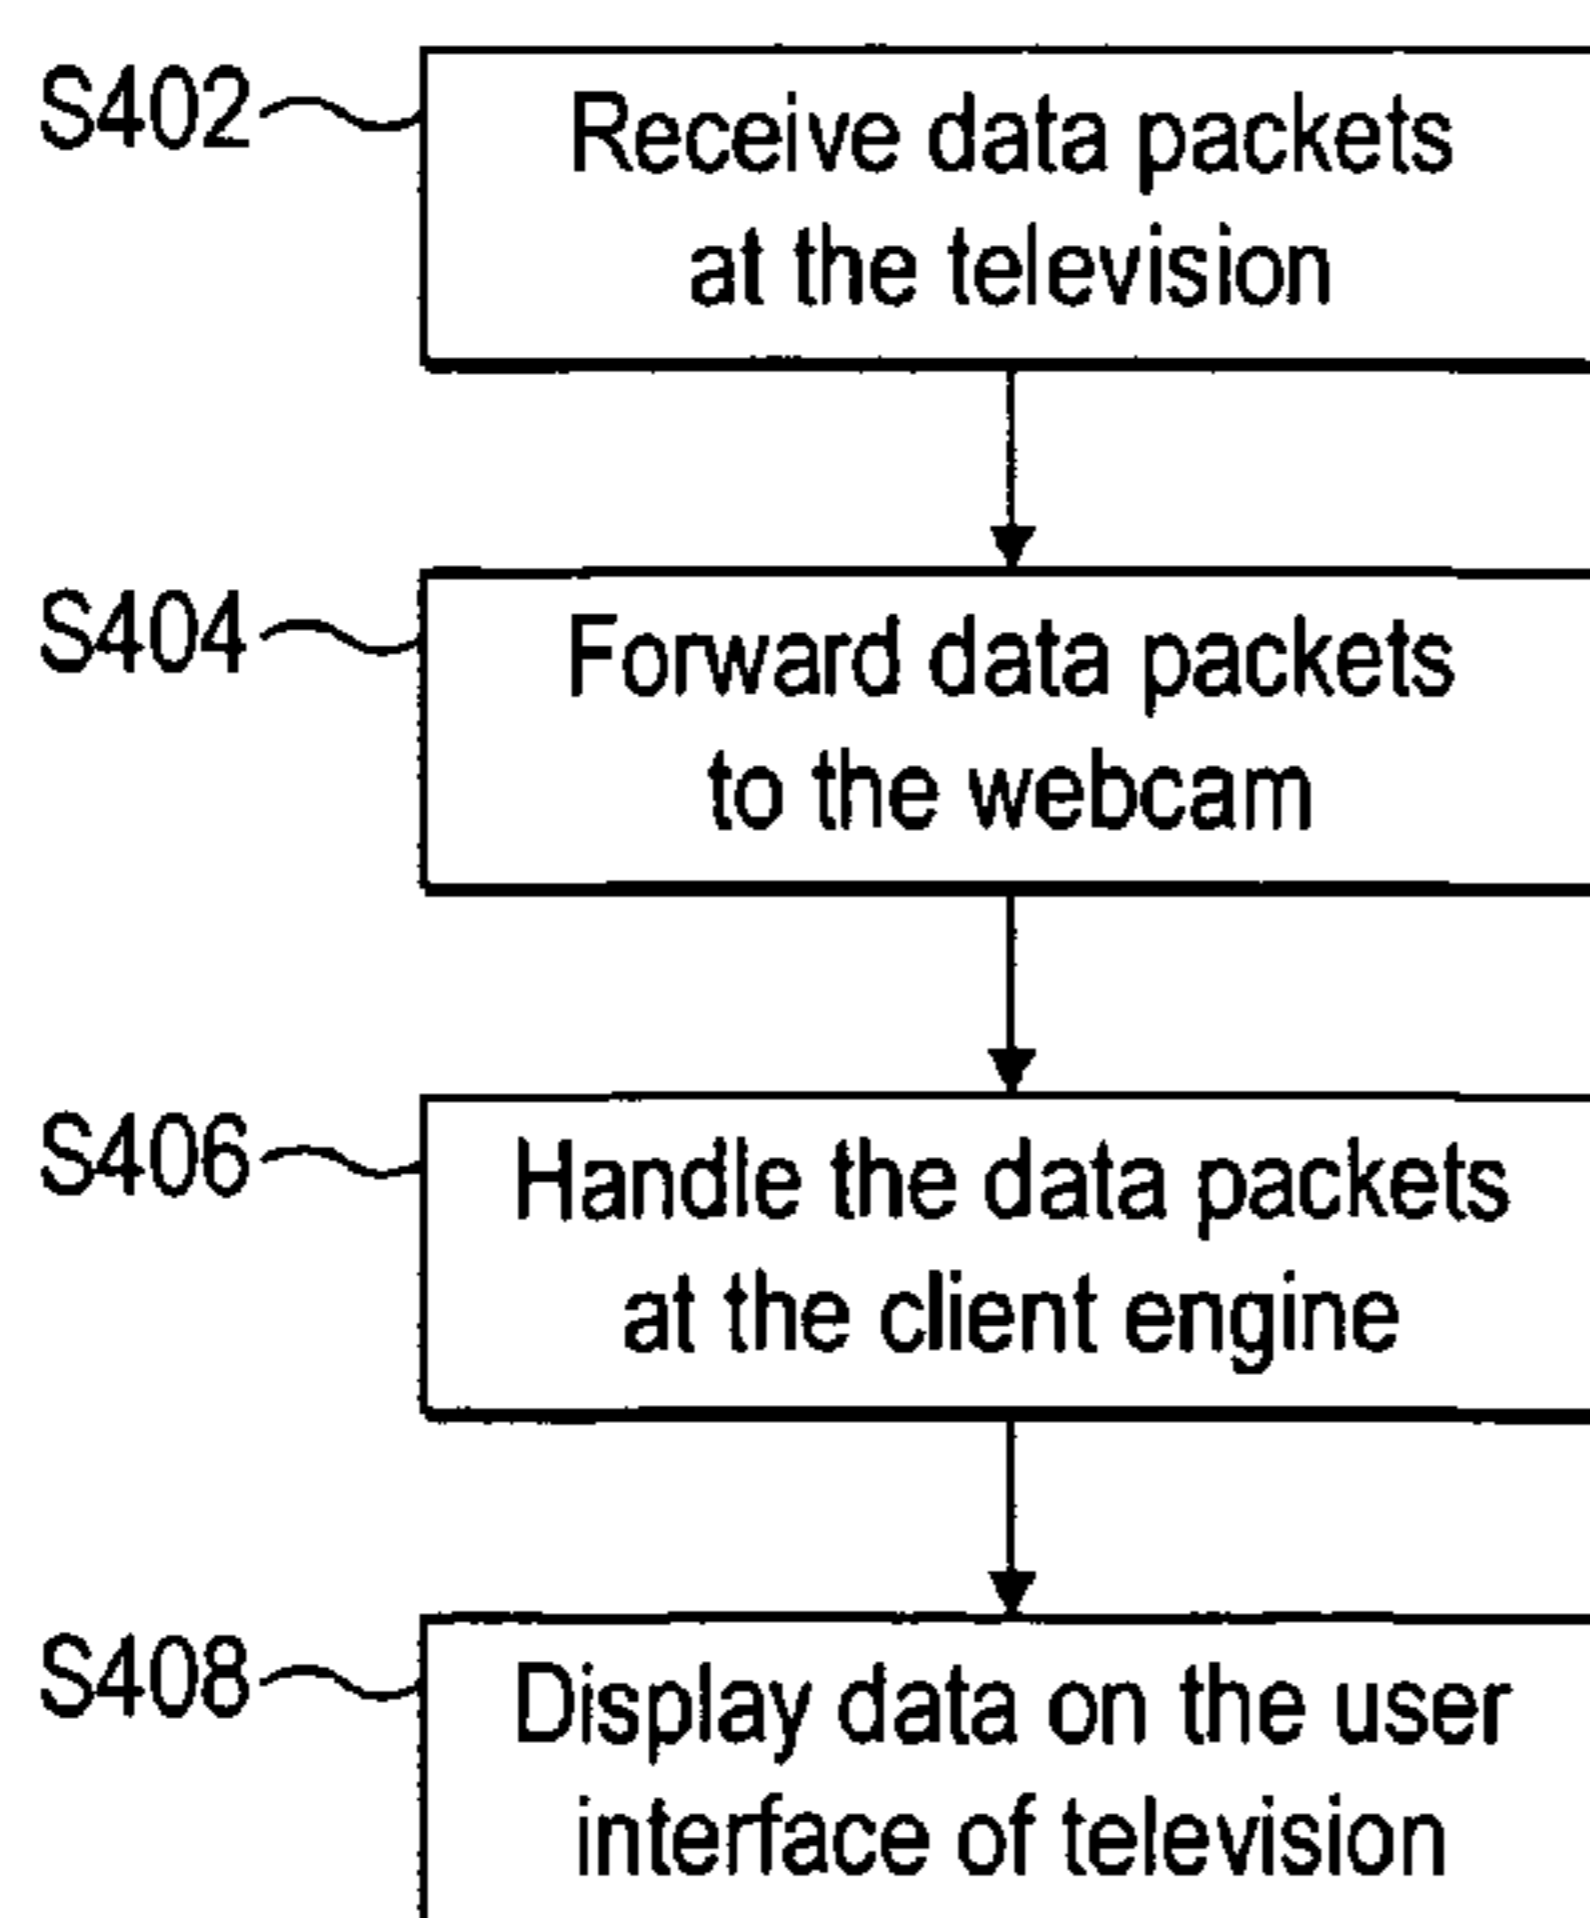 S402
Receive data packets
at the television
S404
Forward data packets
to the webcam
S406
Handle the data packets
at the client engine
S408
Display data on the user
interface of television